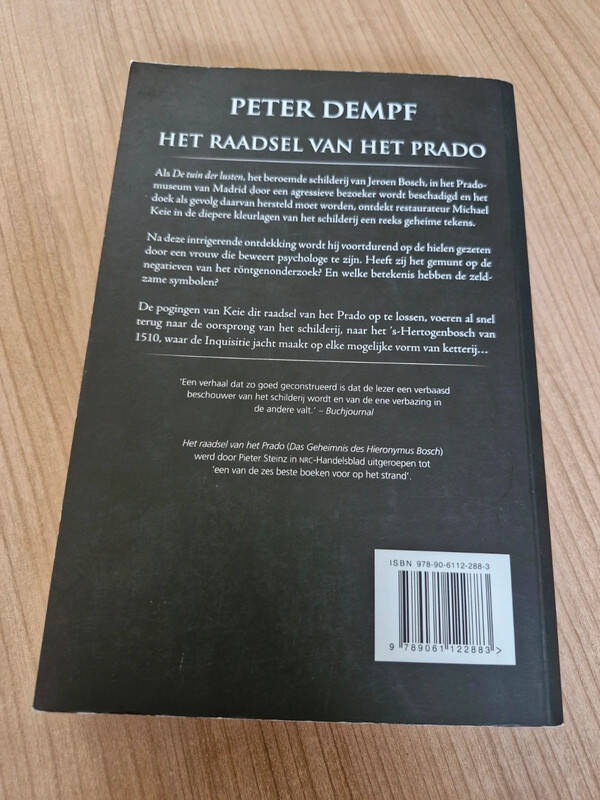 PETER DEMPF
HET RAADSEL VAN HET PRADO
Als De tuin der lusten, het beroemde schilderij van Jeroen Bosch, in het Prado-
museum van Madrid door een agressieve bezoeker wordt beschadigd en het
doek als gevolg daarvan hersteld moet worden, ontdekt restaurateur Michael
Keie in de diepere kleurlagen van het schilderij een reeks geheime tekens.
Na deze intrigerende ontdekking wordt hij voortdurend op de hielen gezeten
door een vrouw die beweert psychologe te zijn. Heeft zij het gemunt op de
negatieven van het röntgenonderzoek? En welke betekenis hebben de zeld-
zame symbolen?
De pogingen van Keie dit raadsel van het Prado op te lossen, voeren al snel
terug naar de oorsprong van het schilderij, naar het 's-Hertogenbosch van
1510, waar de Inquisitie jacht maakt op elke mogelijke vorm van ketterij...
'Een verhaal dat zo goed geconstrueerd is dat de lezer een verbaasd
beschouwer van het schilderij wordt en van de ene verbazing in
de andere valt.' – Buchjournal
Het raadsel van het Prado (Das Geheimnis des Hieronymus Bosch)
werd door Pieter Steinz in NRC-Handelsblad uitgeroepen tot
'een van de zes beste boeken voor op het strand'.
ISBN 978-90-6112-288-3
9 789061 122883 >